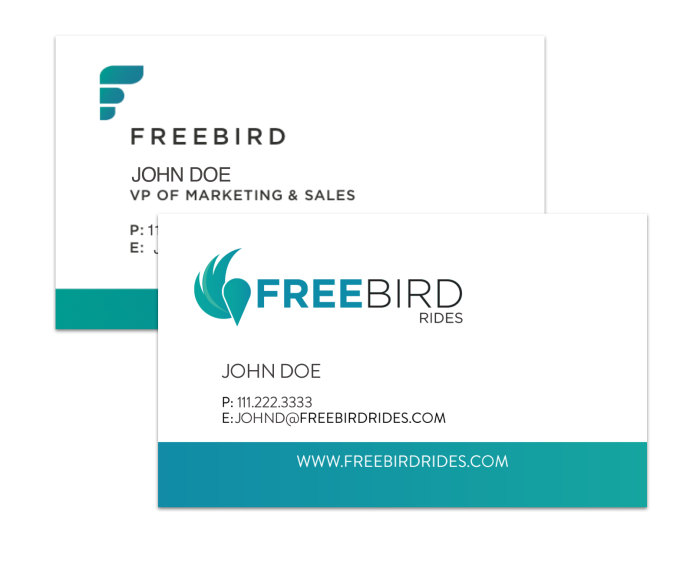 FREEBIRD
JOHN DOE
VP OF MARKETING & SALES
P: 11
E:
FREEBIRD
RIDES
JOHN DOE
P: 111.222.3333
E:JOHND@FREEBIRDRIDES.COM
WWW.FREEBIRDRIDES.COM